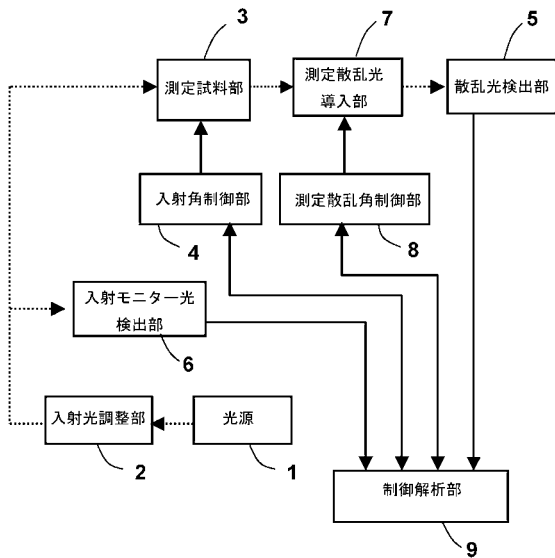 3
7
5
測定試料部
測定散乱光
導入部
散乱光検出部
入射角制御部
測定散乱角制御部
4
8
入射モニター光
検出部
6
入射光調整部
光源
2
1
制御解析部
9